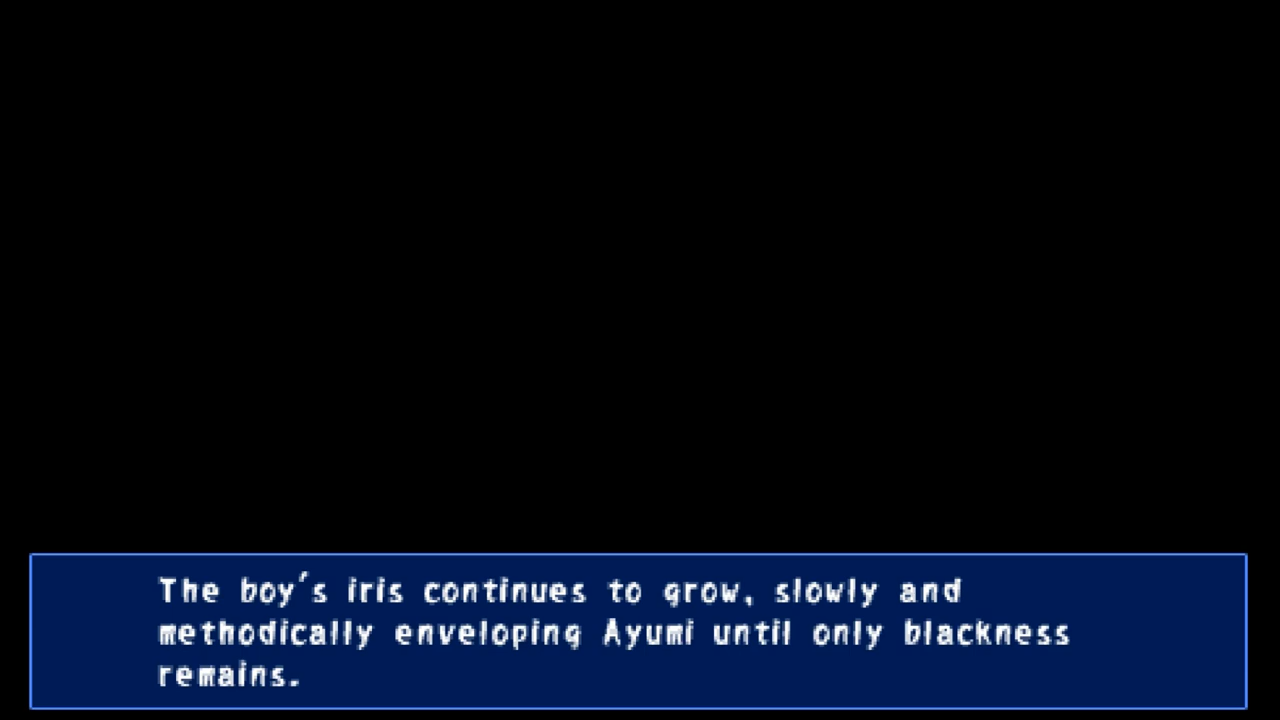 The boy's iris continues to grow, slowly and
methodically enveloping Ayumi until only blackness
remains.